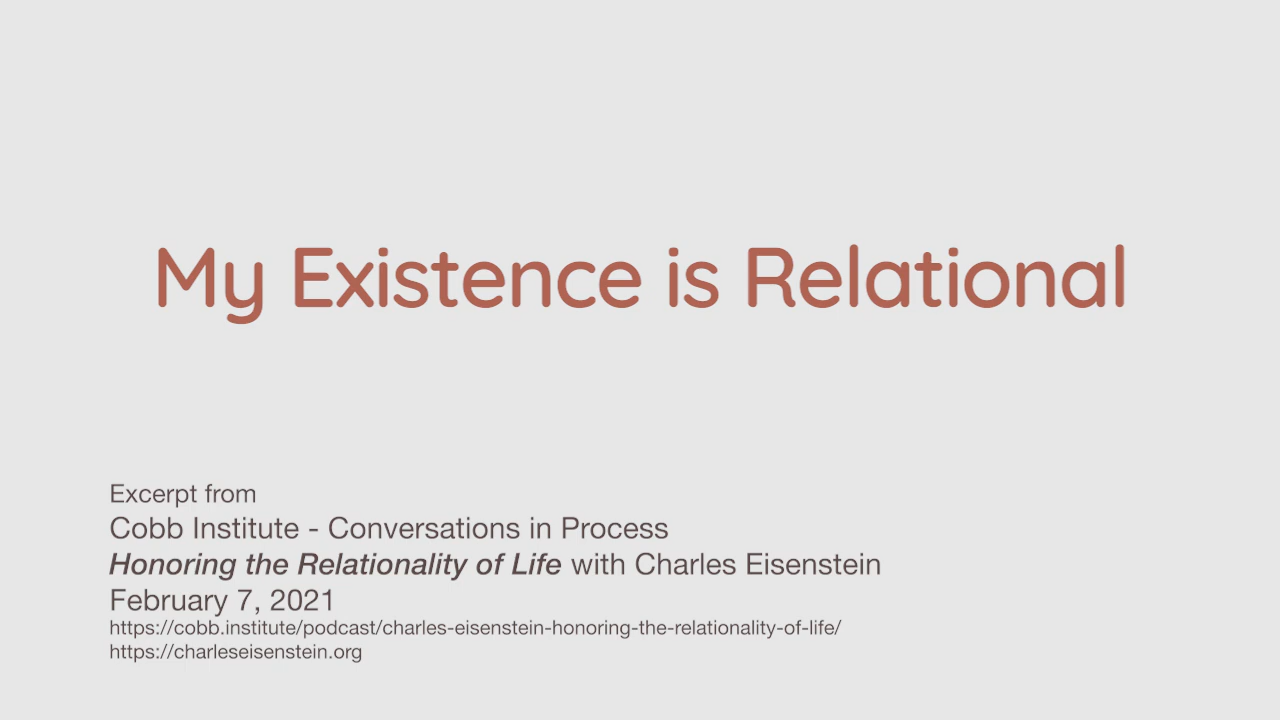 My Existence is Relational
Excerpt from
Cobb Institute - Conversations in Process
Honoring the Relationality of Life with Charles Eisenstein
February 7, 2021
https://cobb.institute/podcast/charles-eisenstein-honoring-the-relationality-of-life/
https://charleseisenstein.org